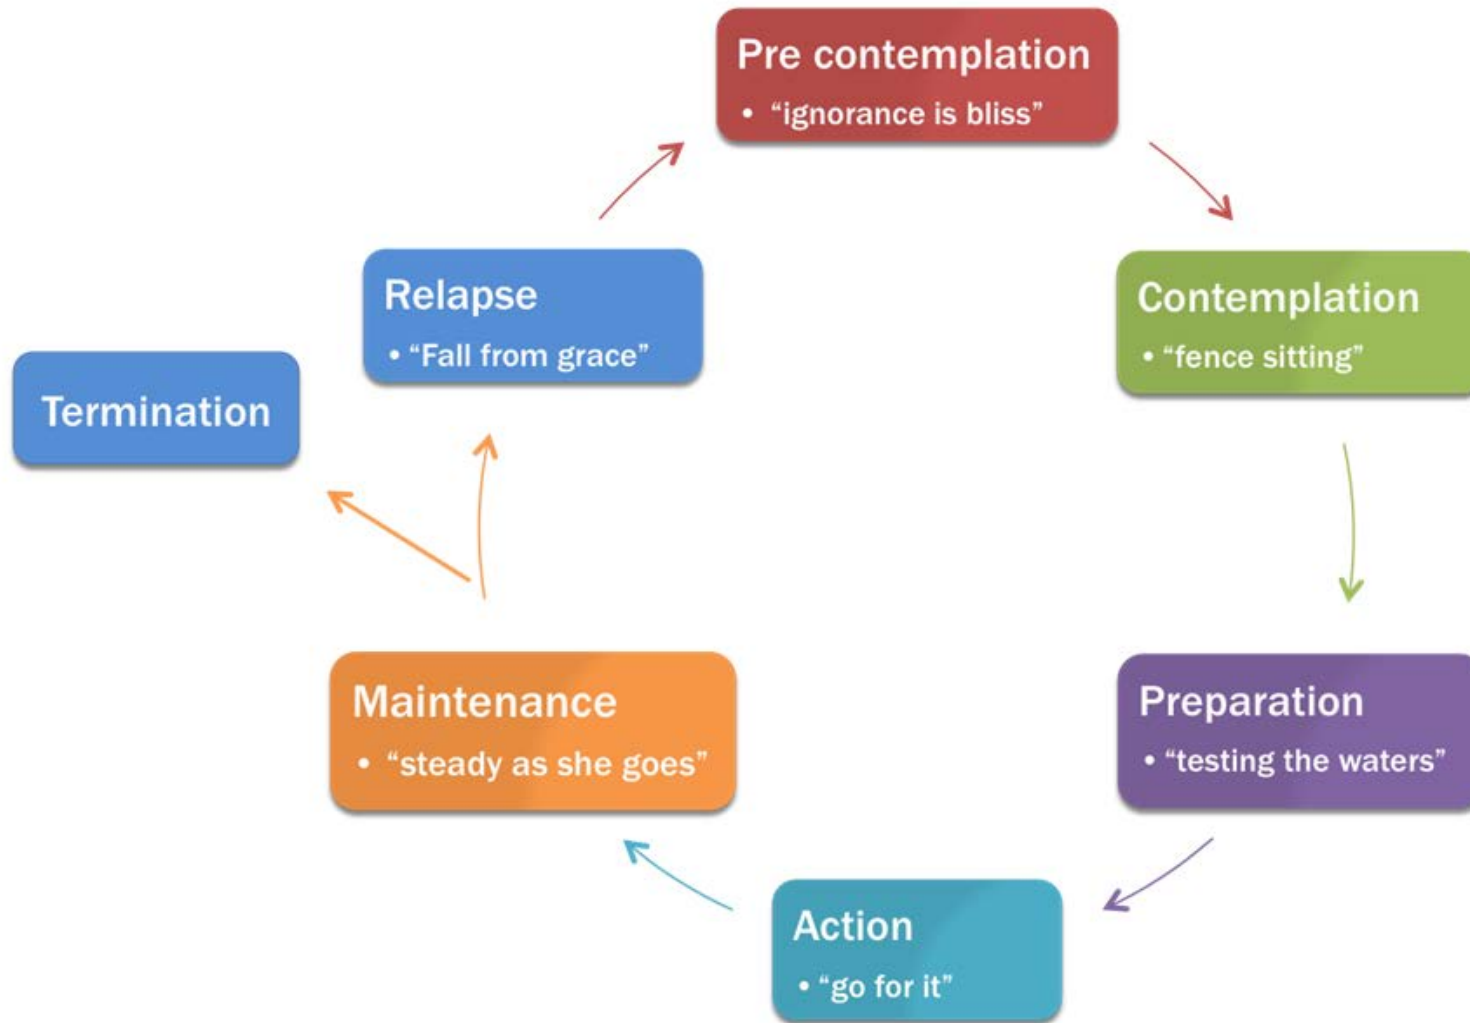 Pre contemplation
• “ignorance is bliss”
Contemplation
• “fence sitting”
Preparation
• “testing the waters”
Action
• “go for it”
Maintenance
• “steady as she goes”
Relapse
• “Fall from grace”
Termination